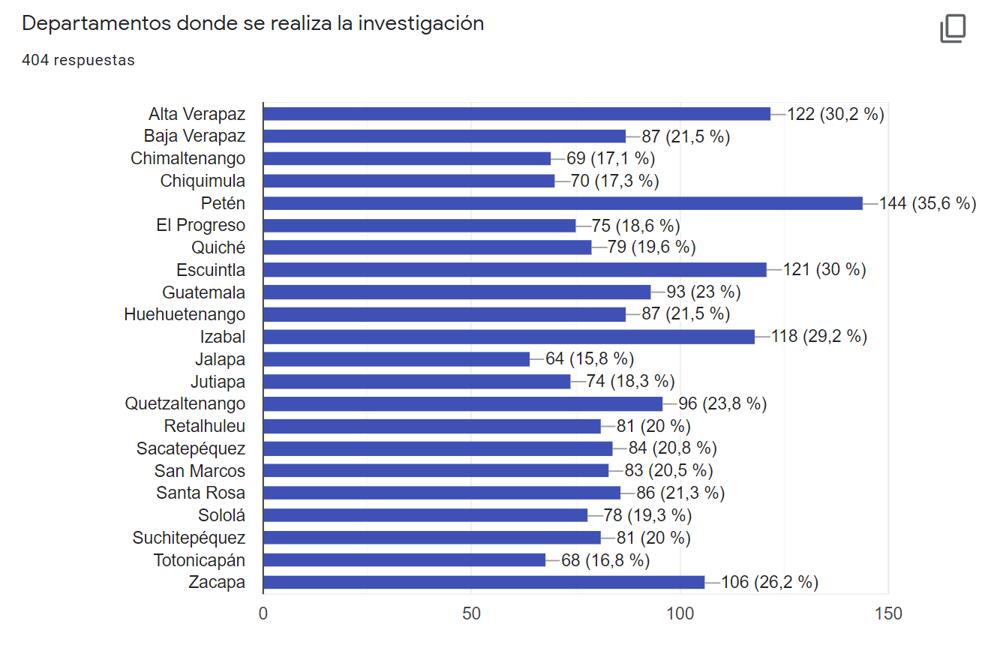 Departamentos donde se realiza la investigación
404 respuestas
Alta Verapaz 122 (30,2 %)
Baja Verapaz 87 (21,5 %)
Chimaltenango 69 (17,1 %)
Chiquimula 70 (17,3 %)
Petén 144 (35,6 %)
El Progreso 75 (18,6 %)
Quiché 79 (19,6 %)
Escuintla 121 (30 %)
Guatemala 93 (23 %)
Huehuetenango 87 (21,5 %)
Izabal 118 (29,2 %)
Jalapa 64 (15,8 %)
Jutiapa 74 (18,3 %)
Quetzaltenango 96 (23,8 %)
Retalhuleu 81 (20 %)
Sacatepéquez 84 (20,8 %)
San Marcos 83 (20,5 %)
Santa Rosa 86 (21,3 %)
Sololá 78 (19,3 %)
Suchitepéquez 81 (20 %)
Totonicapán 68 (16,8 %)
Zacapa 106 (26,2 %)
0 50 100 150